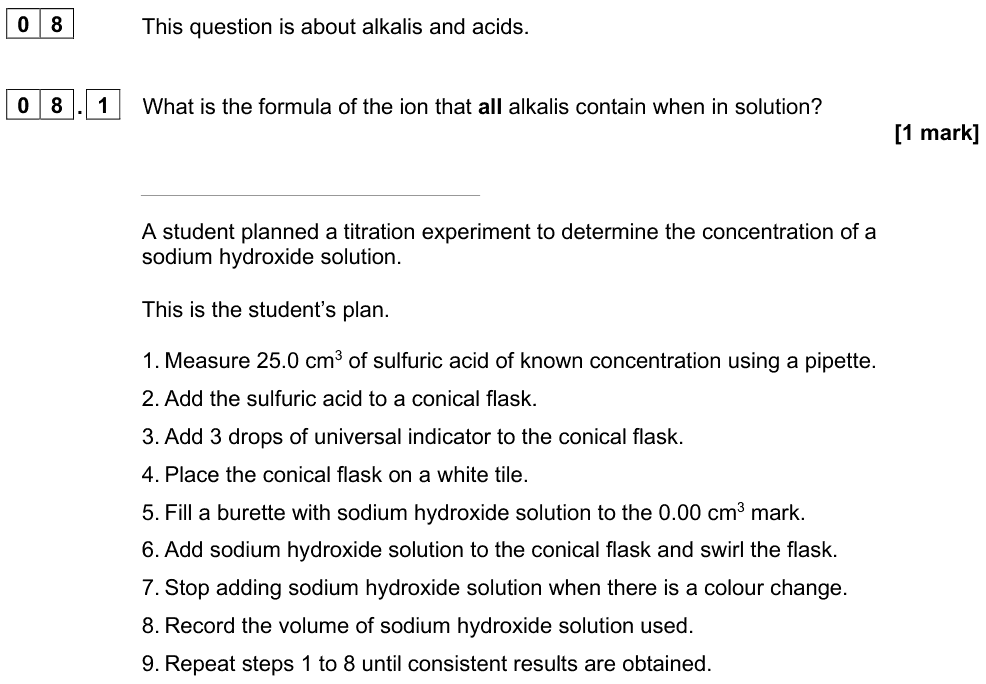 08 This question is about alkalis and acids.
08.1 What is the formula of the ion that all alkalis contain when in solution?
[1 mark]
A student planned a titration experiment to determine the concentration of a
sodium hydroxide solution.
This is the student’s plan.
1. Measure 25.0 cm³ of sulfuric acid of known concentration using a pipette.
2. Add the sulfuric acid to a conical flask.
3. Add 3 drops of universal indicator to the conical flask.
4. Place the conical flask on a white tile.
5. Fill a burette with sodium hydroxide solution to the 0.00 cm³ mark.
6. Add sodium hydroxide solution to the conical flask and swirl the flask.
7. Stop adding sodium hydroxide solution when there is a colour change.
8. Record the volume of sodium hydroxide solution used.
9. Repeat steps 1 to 8 until consistent results are obtained.